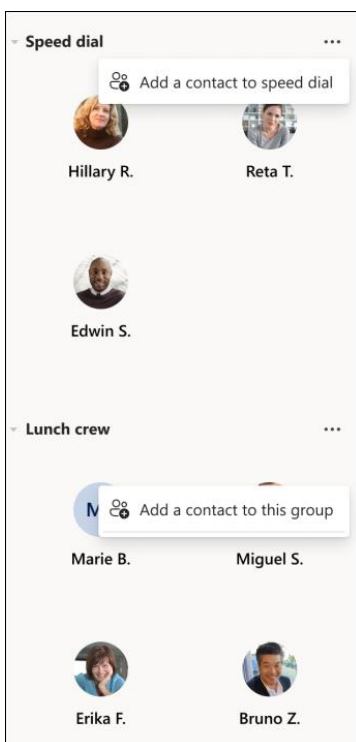 Speed dial
Add a contact to speed dial
Hillary R.
Reta T.
Edwin S.
Lunch crew
M
Add a contact to this group
Marie B.
Miguel S.
Erika F.
Bruno Z.